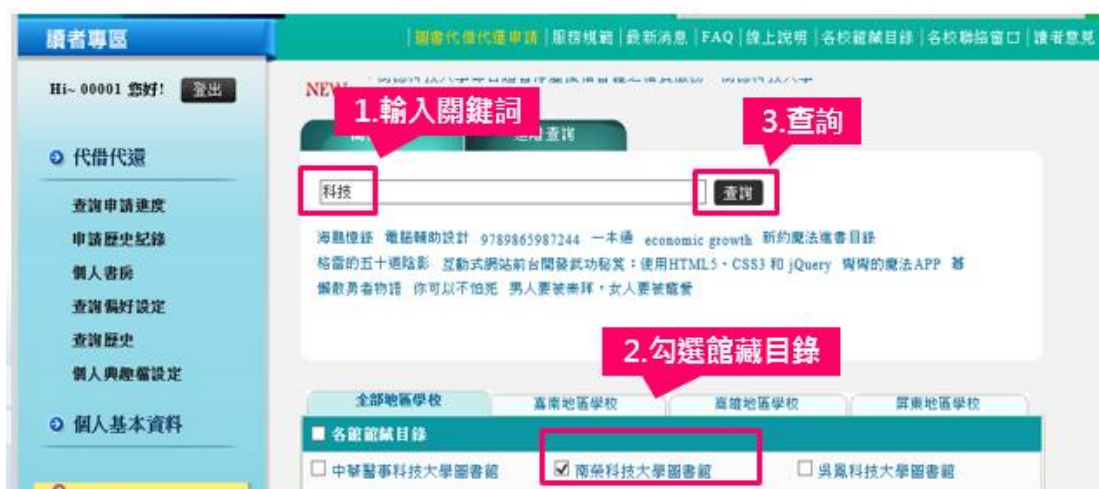 讀者專區
|圖書代借代還申請|服務規範|最新消息|FAQ|線上說明|各校館藏目錄|各校聯絡窗口|讀者意見
Hi~ 00001 您好! 登出
NEW
1.輸入關鍵詞
3.查詢
查詢
代借代還
科技 查詢
查詢申請進度
申請歷史紀錄
個人書房
查詢偏好設定
查詢歷史
個人興趣檔設定
個人基本資料
電腦輔助設計 9789865987244 一本通 economic growth 新約魔法進書目錄
格雷的五十道陰影 互動式網站前台開發武功秘笈：使用HTML5、CSS3 和 jQuery 彎彎的魔法APP
懶散勇者物語 你可以不怕死 男人要被崇拜，女人要被寵愛
2.勾選館藏目錄
全部地區學校 嘉南地區學校 高雄地區學校 屏東地區學校
各館館藏目錄
中華醫事科技大學圖書館 南榮科技大學圖書館 吳鳳科技大學圖書館